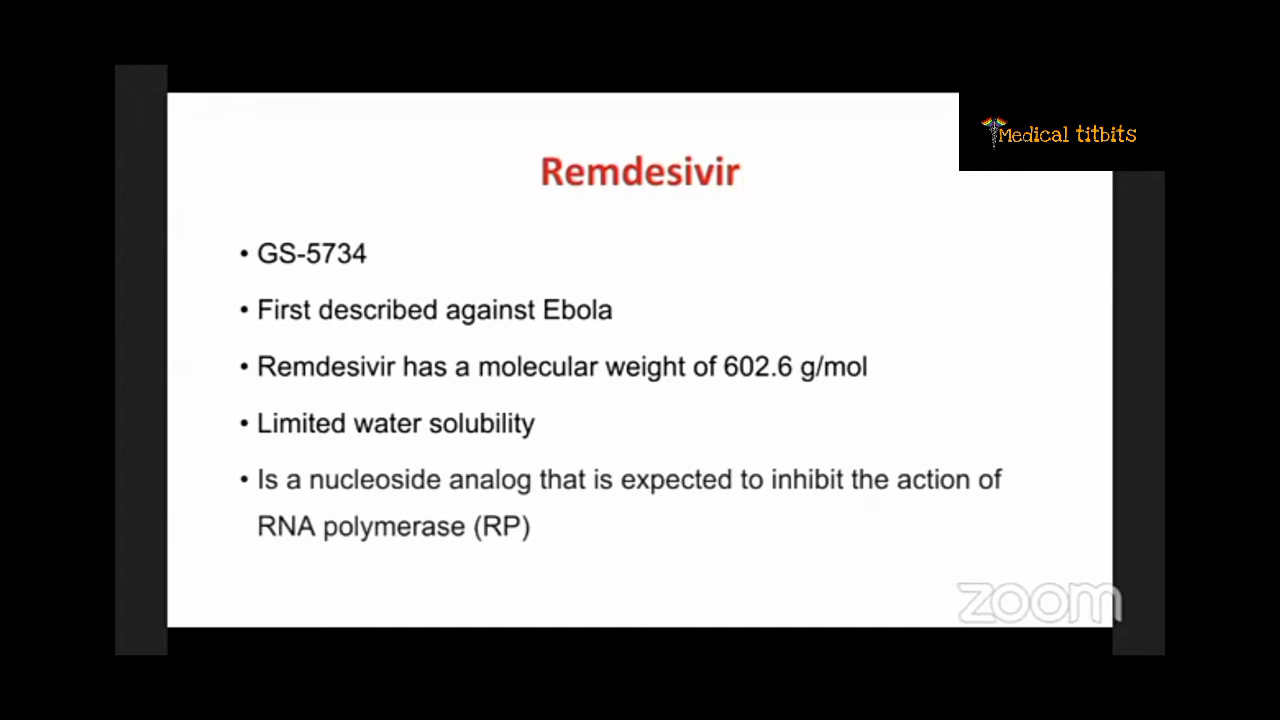 Medical titbits
Remdesivir
• GS-5734
• First described against Ebola
• Remdesivir has a molecular weight of 602.6 g/mol
• Limited water solubility
• Is a nucleoside analog that is expected to inhibit the action of
RNA polymerase (RP)
zoom